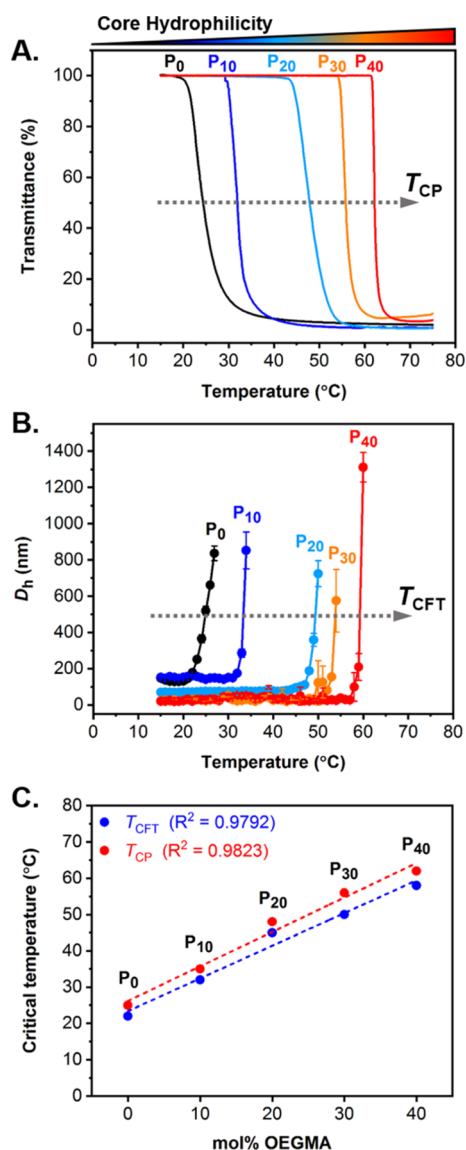 Core Hydrophilicity
A.
P0 P10 P20 P30 P40
100
80
60
40
20
0
TCP
Transmittance (%)
0 10 20 30 40 50 60 70 80
Temperature (°C)
B.
1400
1200
1000
800
600
400
200
0
P40
P0
P10
P20
P30
TCFT
Dh (nm)
0 10 20 30 40 50 60 70 80
Temperature (°C)
C.
80
70
60
50
40
30
20
10
0
TCFT (R2 = 0.9792)
TCP (R2 = 0.9823)
P0
P10
P20
P30
P40
Critical temperature (°C)
0 10 20 30 40
mol% OEGMA